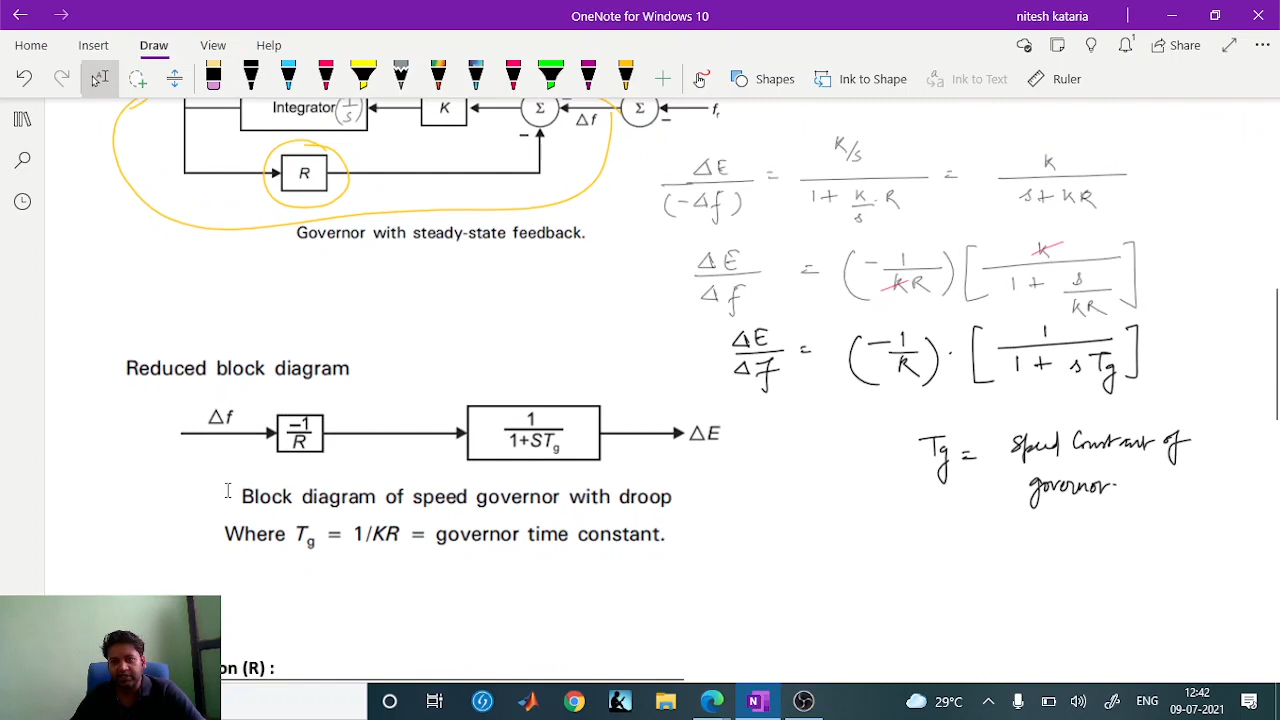 OneNote for Windows 10
nitesh kataria
Home Insert Draw View Help
Share
Shapes Ink to Shape Ink to Text Ruler
Integrator (1/s) K Σ Δf Σ fr
− − −
R
Governor with steady-state feedback.
ΔE/(-Δf) = (K/s)/(1 + K/s · R) = K/(s + KR)
ΔE/Δf = (-1/KR) [K/(1 + s/KR)]
ΔE/Δf = (-1/R) · [1/(1 + sTg)]
Reduced block diagram
Δf −1/R 1/1+STg ΔE
Tg = Speed Constant of
governor.
Block diagram of speed governor with droop
Where Tg = 1/KR = governor time constant.
on (R) :
29°C ENG 12:42
09-07-2021